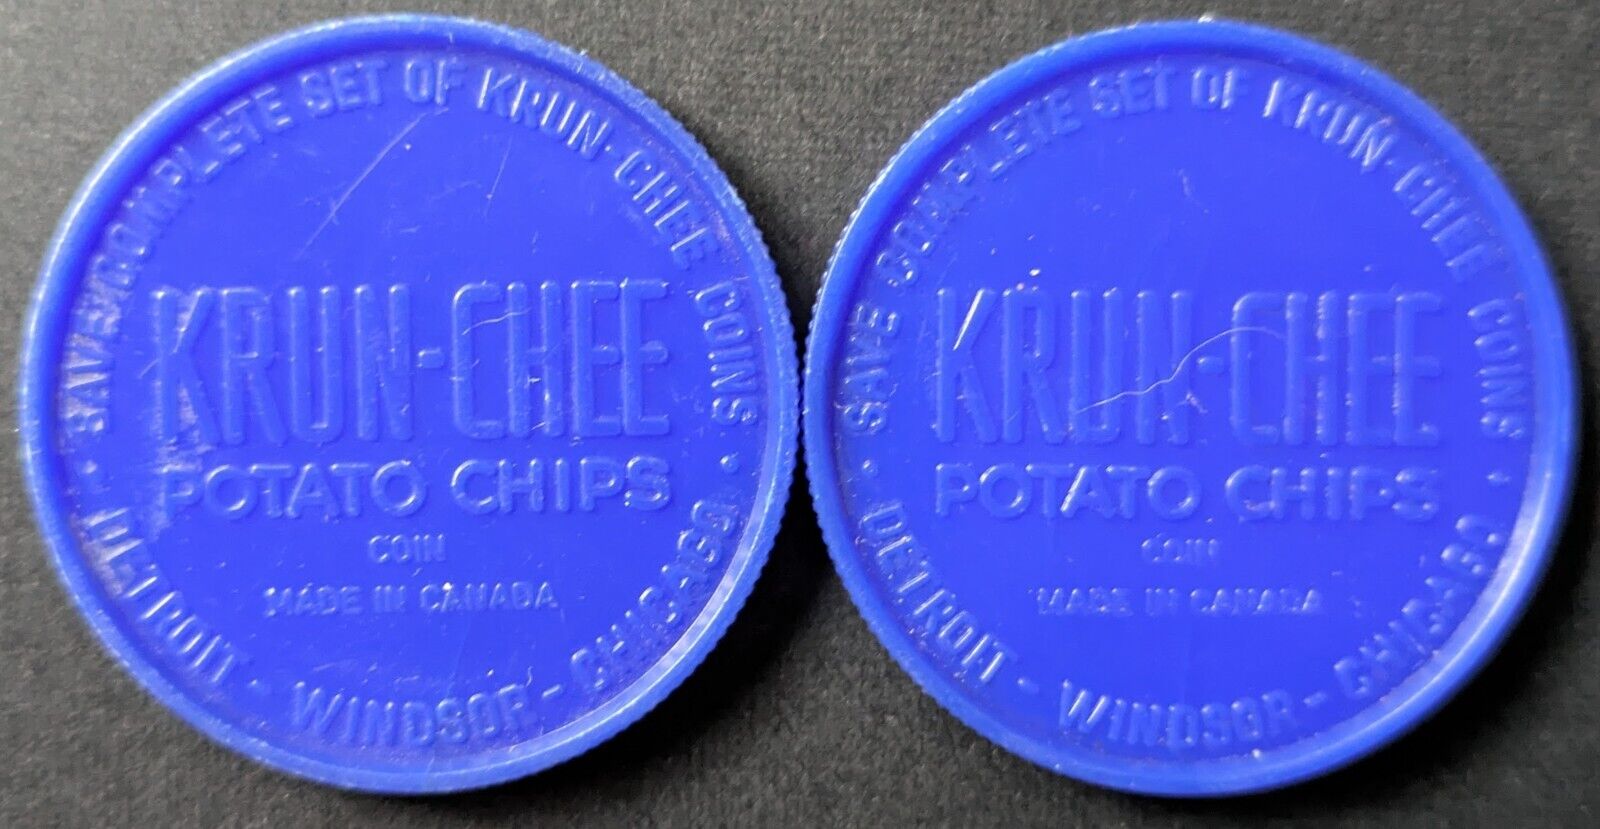 SAVE COMPLETE SET OF KRUN-CHEE COINS
KRUN-CHEE
POTATO CHIPS
COIN
MADE IN CANADA
· DETROIT - WINDSOR - CHICAGO ·
SAVE COMPLETE SET OF KRUN-CHEE COINS
KRUN-CHEE
POTATO CHIPS
COIN
MADE IN CANADA
· DETROIT - WINDSOR - CHICAGO ·